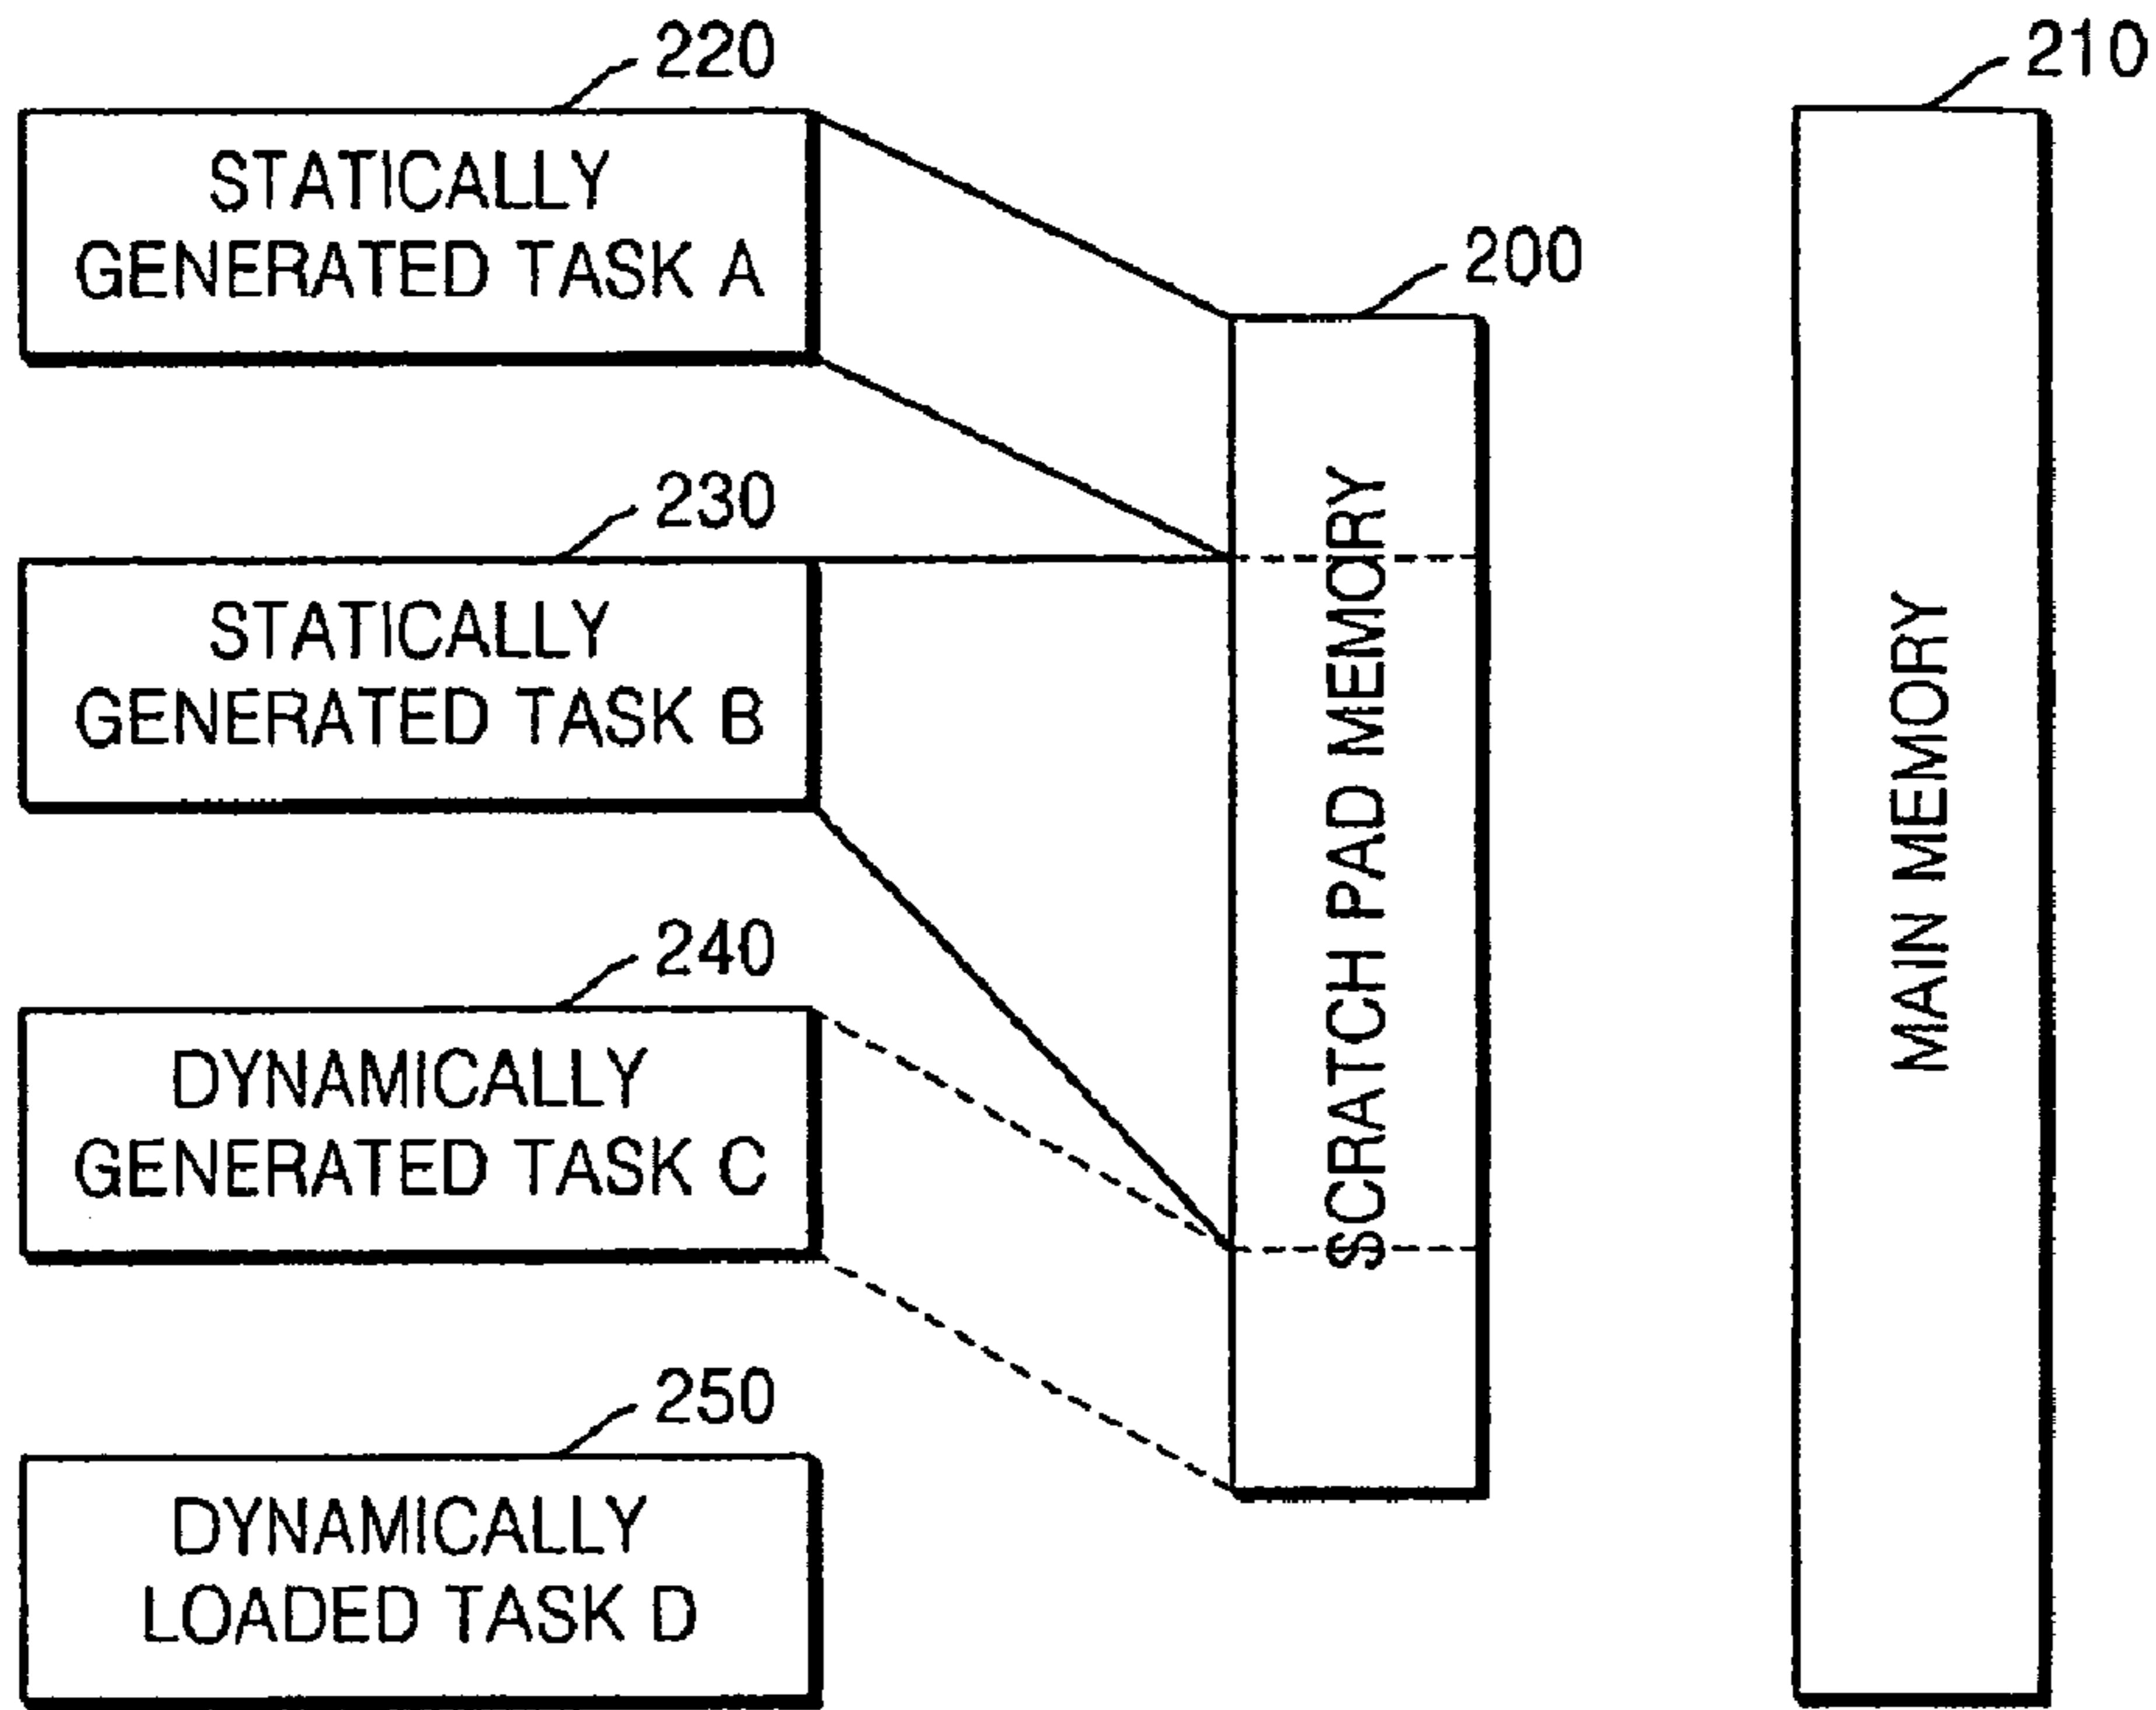 220
STATICALLY
GENERATED TASK A
230
STATICALLY
GENERATED TASK B
240
DYNAMICALLY
GENERATED TASK C
250
DYNAMICALLY
LOADED TASK D
200
SCRATCH PAD MEMORY
210
MAIN MEMORY